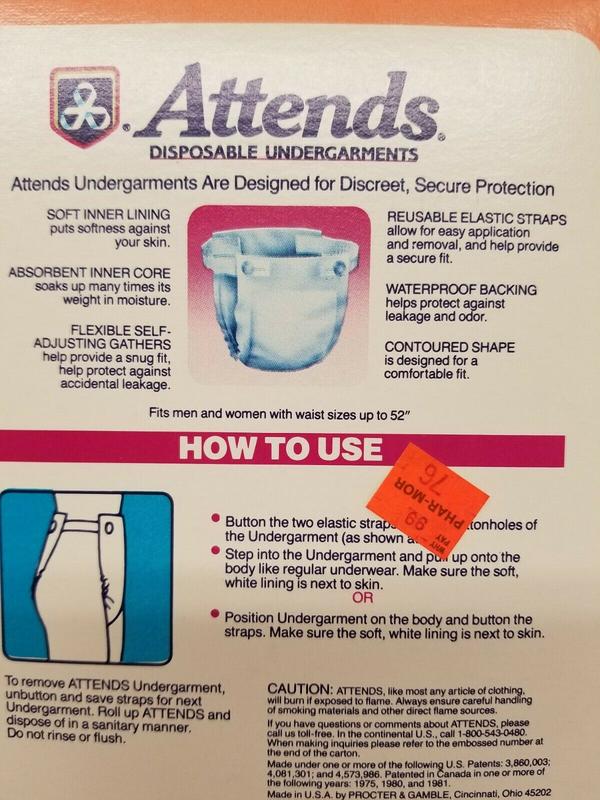 Attends®
DISPOSABLE UNDERGARMENTS
Attends Undergarments Are Designed for Discreet, Secure Protection
SOFT INNER LINING
puts softness against
your skin.
ABSORBENT INNER CORE
soaks up many times its
weight in moisture.
FLEXIBLE SELF-
ADJUSTING GATHERS
help provide a snug fit,
help protect against
accidental leakage.
REUSABLE ELASTIC STRAPS
allow for easy application
and removal, and help provide
a secure fit.
WATERPROOF BACKING
helps protect against
leakage and odor.
CONTOURED SHAPE
is designed for a
comfortable fit.
Fits men and women with waist sizes up to 52"
HOW TO USE
PHAR-MOR
76
WHY
PAY
99
• Button the two elastic straps tonholes of
the Undergarment (as shown
• Step into the Undergarment and pull up onto the
body like regular underwear. Make sure the soft,
white lining is next to skin.
OR
• Position Undergarment on the body and button the
straps. Make sure the soft, white lining is next to skin.
To remove ATTENDS Undergarment,
unbutton and save straps for next
Undergarment. Roll up ATTENDS and
dispose of in a sanitary manner.
Do not rinse or flush.
CAUTION: ATTENDS, like most any article of clothing,
will burn if exposed to flame. Always ensure careful handling
of smoking materials and other direct flame sources.
If you have questions or comments about ATTENDS, please
call us toll-free. In the continental U.S., call 1-800-543-0480.
When making inquiries please refer to the embossed number at
the end of the carton.
Made under one or more of the following U.S. Patents: 3,860,003;
4,081,301; and 4,573,986. Patented in Canada in one or more of
the following years: 1975, 1980, and 1981.
Made in U.S.A. by PROCTER & GAMBLE, Cincinnati, Ohio 45202